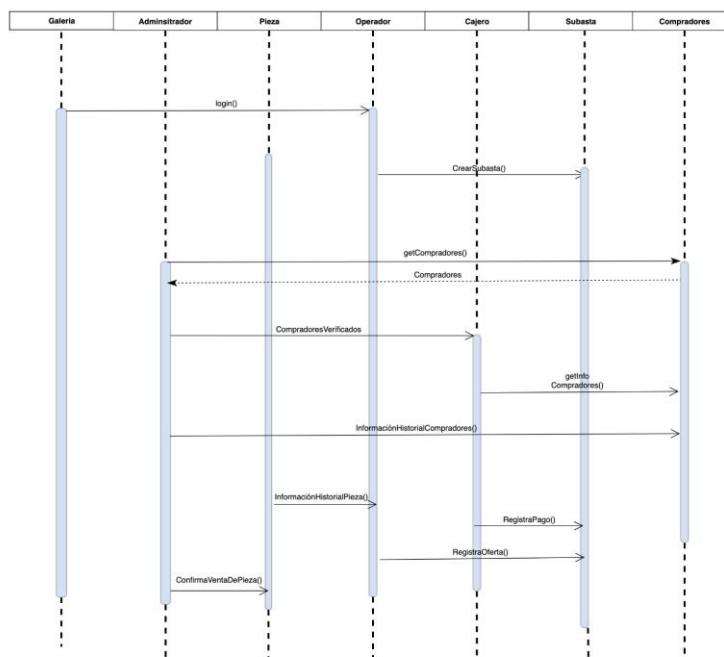 Galeria
Adminsitrador
Pieza
Operador
Cajero
Subasta
Compradores
login()
CrearSubasta()
getCompradores()
Compradores
CompradoresVerificados
getInfo
Compradores()
InformaciónHistorialCompradores()
InformaciónHistorialPieza()
RegistraPago()
RegistraOferta()
ConfirmaVentaDePieza()